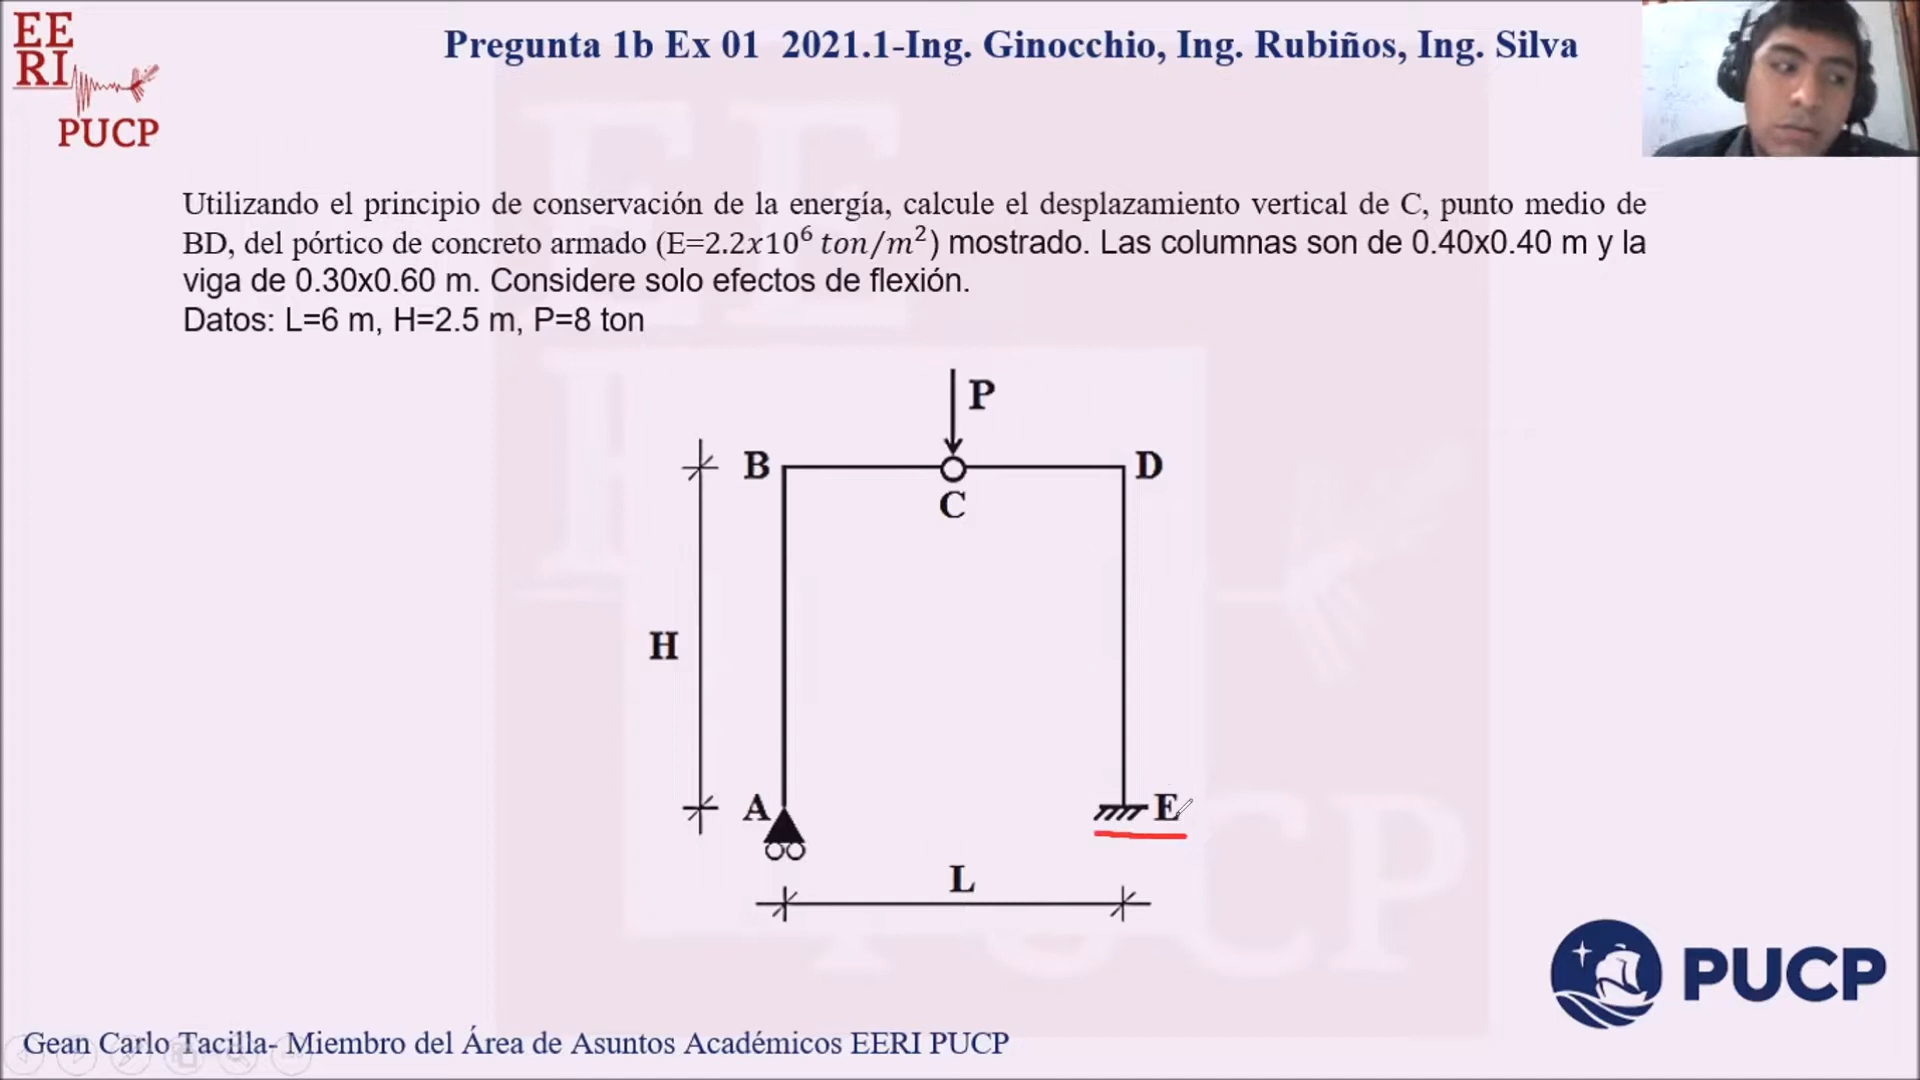 EE
RI
PUCP
Pregunta 1b Ex 01 2021.1-Ing. Ginocchio, Ing. Rubiños, Ing. Silva
Utilizando el principio de conservación de la energía, calcule el desplazamiento vertical de C, punto medio de
BD, del pórtico de concreto armado (E=2.2x10⁶ ton/m²) mostrado. Las columnas son de 0.40x0.40 m y la
viga de 0.30x0.60 m. Considere solo efectos de flexión.
Datos: L=6 m, H=2.5 m, P=8 ton
P
B
D
C
H
A
E
L
PUCP
Gean Carlo Tacilla- Miembro del Área de Asuntos Académicos EERI PUCP